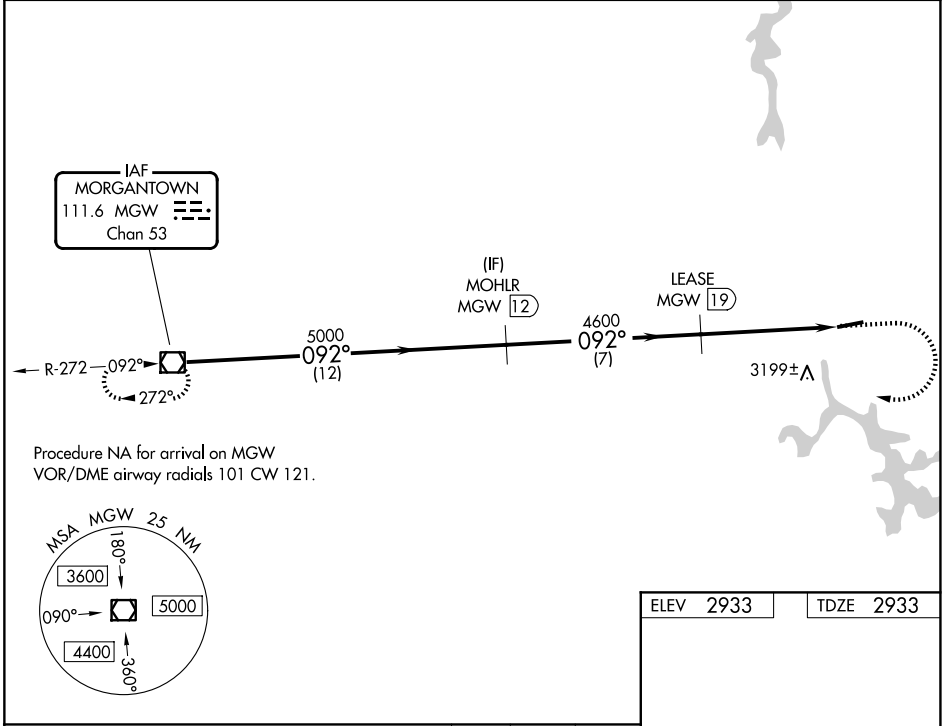 IAF
MORGANTOWN
111.6 MGW
Chan 53
(IF)
MOHLR
MGW 12
LEASE
MGW 19
5000
092°
(12)
4600
092°
(7)
R-272
092°
272°
3199±
Procedure NA for arrival on MGW
VOR/DME airway radials 101 CW 121.
MSA MGW 25 NM
180°
3600
090°
5000
4400
360°
ELEV 2933
TDZE 2933